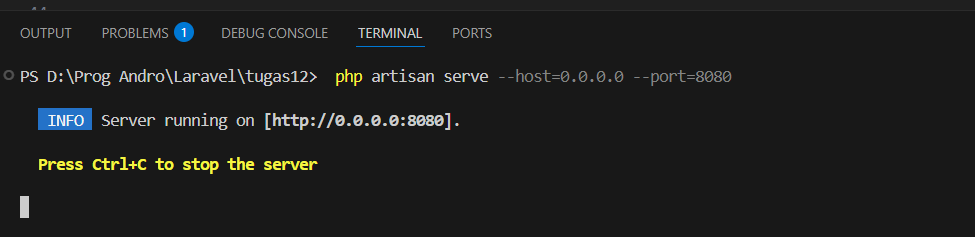 OUTPUT PROBLEMS 1 DEBUG CONSOLE TERMINAL PORTS
PS D:\Prog Andro\Laravel\tugas12> php artisan serve --host=0.0.0.0 --port=8080
INFO Server running on [http://0.0.0.0:8080].
Press Ctrl+C to stop the server